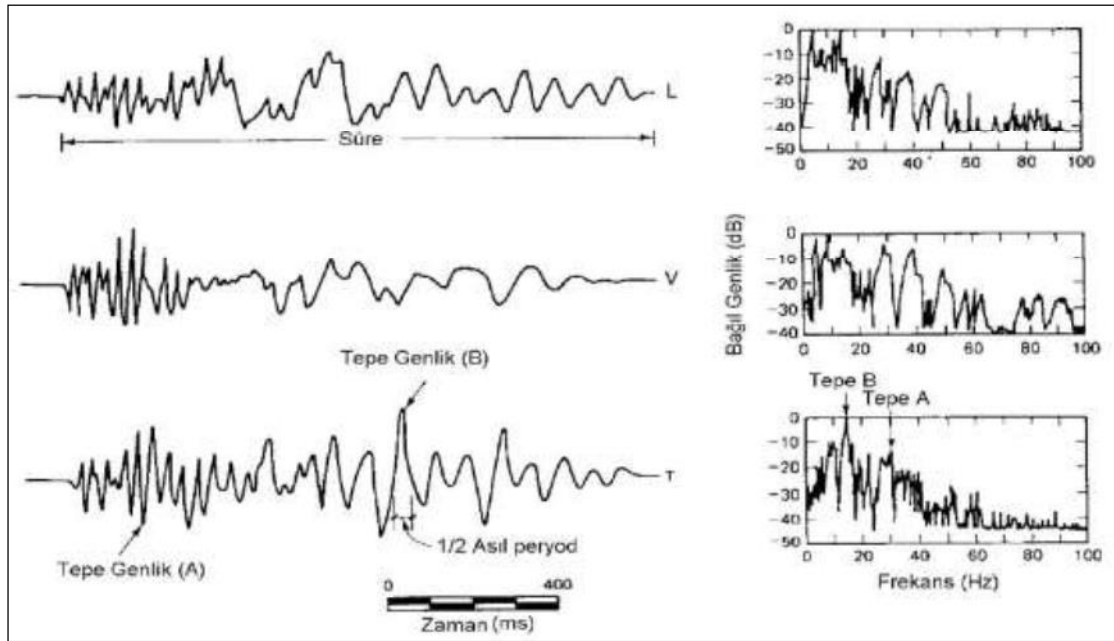 L
Süre
V
Tepe Genlik (B)
T
1/2 Asıl peryod
Tepe Genlik (A)
0 400
Zaman (ms)
0
-10
-20
-30
-40
-50
0 20 40 60 80 100
Bağıl Genlik (dB)
0
-10
-20
-30
-40
0 20 40 60 80 100
Tepe B
Tepe A
0
-10
-20
-30
-40
-50
0 30 20 60 80 100
Frekans (Hz)